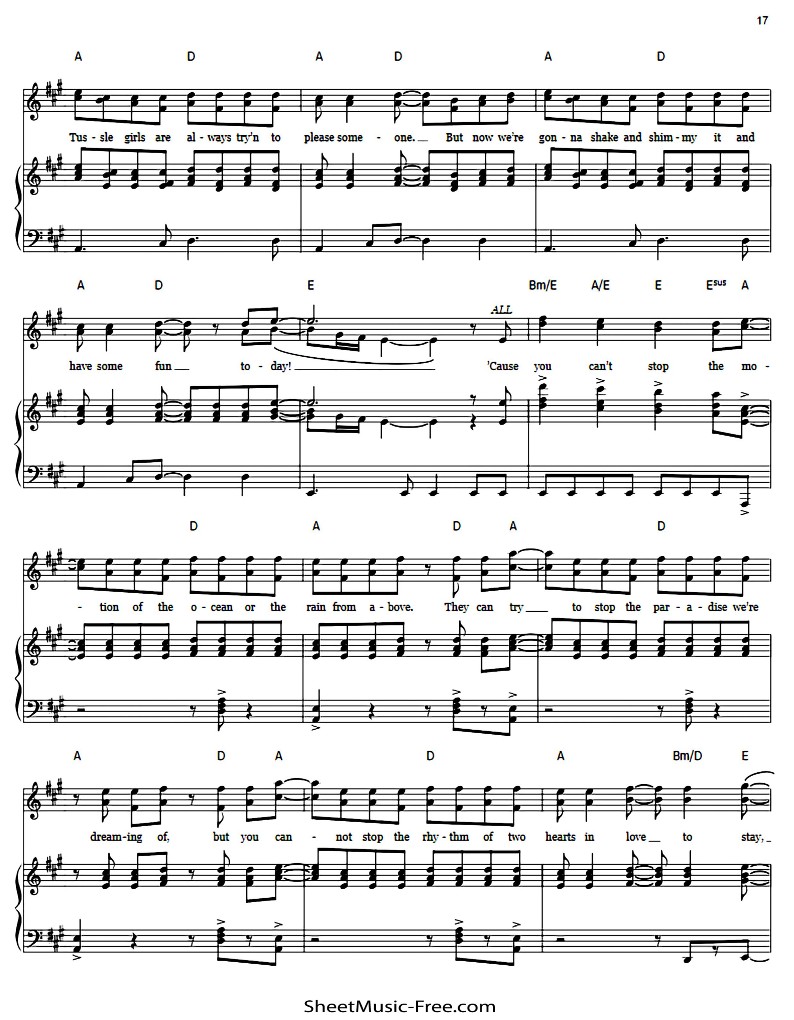 17
A D A D A D
Tus - sle girls are al - ways try'n to please some - one. But now we're gon - na shake and shim - my it and
A D E Bm/E A/E E Esus A
ALL
have some fun to - day! 'Cause you can't stop the mo -
D A D A D
- tion of the o - cean or the rain from a - bove. They can try to stop the par - a - dise we're
A D A D A Bm/D E
dream - ing of, but you can - not stop the rhy - thm of two hearts in love to stay,
SheetMusic-Free.com